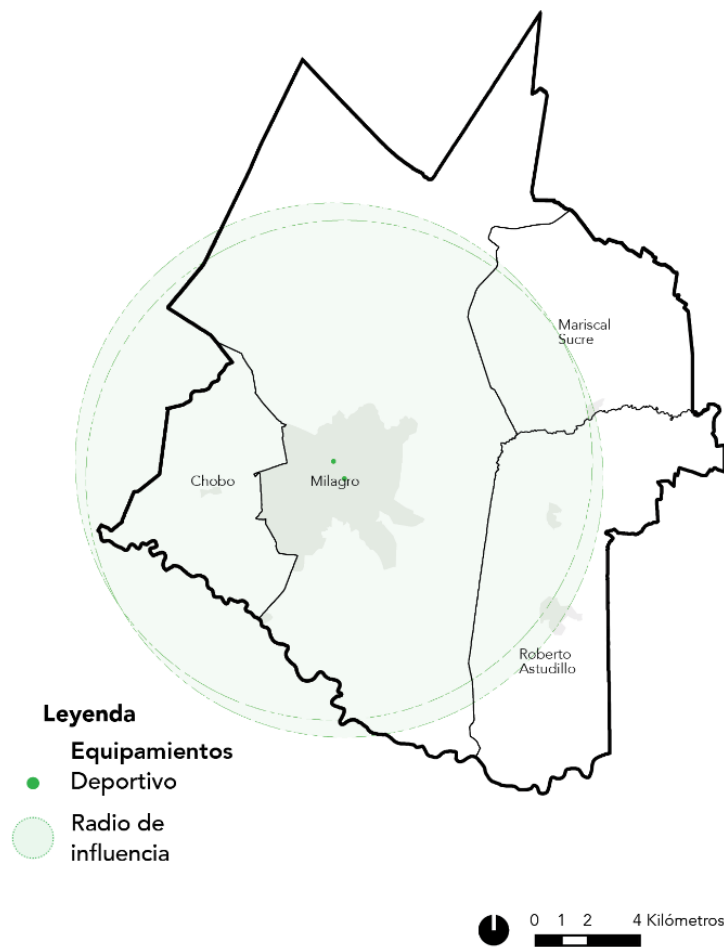 Mariscal
Sucre
Chobo
Milagro
Roberto
Astudillo
Leyenda
Equipamientos
Deportivo
Radio de
influencia
0 1 2 4 Kilómetros